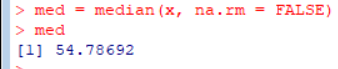 > med = median(x, na.rm = FALSE)
> med
[1] 54.78692
>